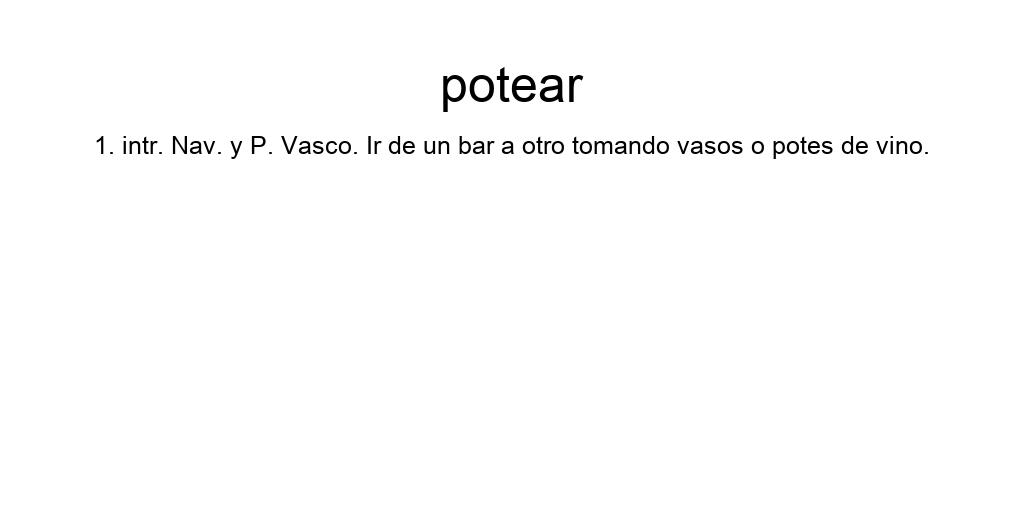 potear
1. intr. Nav. y P. Vasco. Ir de un bar a otro tomando vasos o potes de vino.